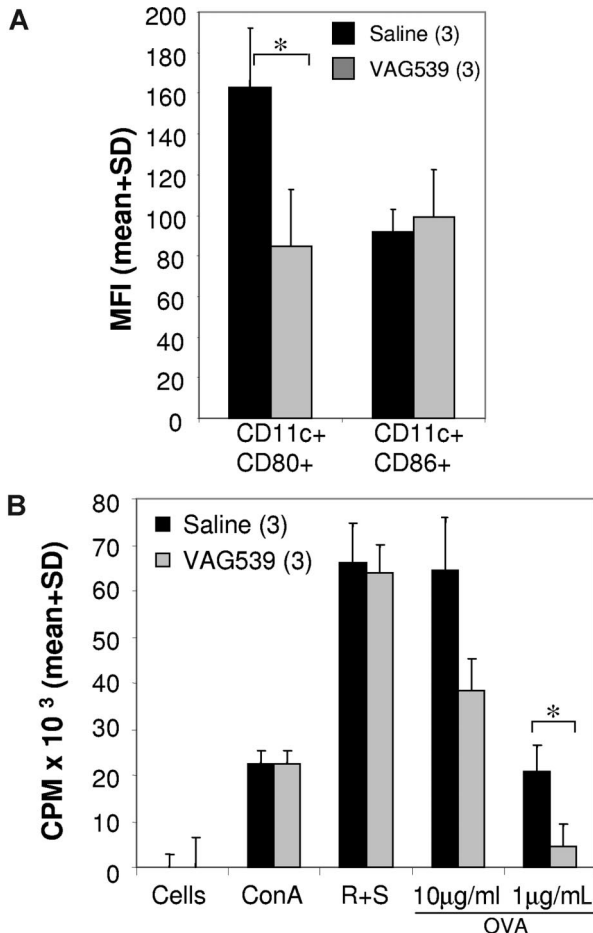 A
MFI (mean+SD)
200
180
160
140
120
100
80
60
40
20
0
*
Saline (3)
VAG539 (3)
CD11c+
CD80+
CD11c+
CD86+
B
CPM x 10 3 (mean+SD)
80
70
60
50
40
30
20
10
0
Saline (3)
VAG539 (3)
*
Cells ConA R+S 10µg/ml 1µg/mL
OVA